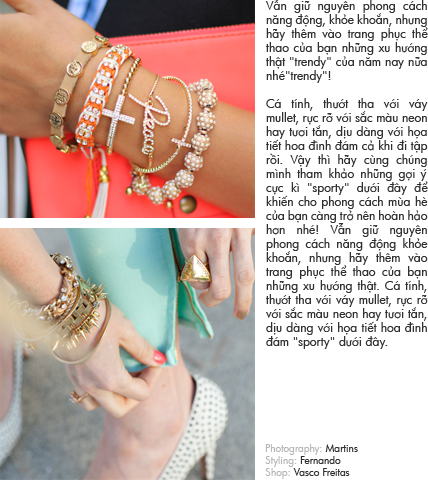 Vẫn giữ nguyên phong cách
năng động, khỏe khoắn, nhưng
hãy thêm vào trang phục thể
thao của bạn những xu hướng
thật "trendy" của năm nay nữa
nhé"trendy"!
Cá tính, thướt tha với váy
mullet, rực rỡ với sắc màu neon
hay tươi tắn, dịu dàng với họa
tiết hoa đình đám cả khi đi tập
rồi. Vậy thì hãy cùng chúng
mình tham khảo những gợi ý
cực kì "sporty" dưới đây để
khiến cho phong cách mùa hè
của bạn càng trở nên hoàn hảo
hơn nhé! Vẫn giữ nguyên
phong cách năng động khỏe
khoắn, nhưng hãy thêm vào
trang phục thể thao của bạn
những xu hướng thật. Cá tính,
thướt tha với váy mullet, rực rỡ
với sắc màu neon hay tươi tắn,
dịu dàng với họa tiết hoa đình
đám "sporty" dưới đây.
Photography: Martins
Styling: Fernando
Shop: Vasco Freitas